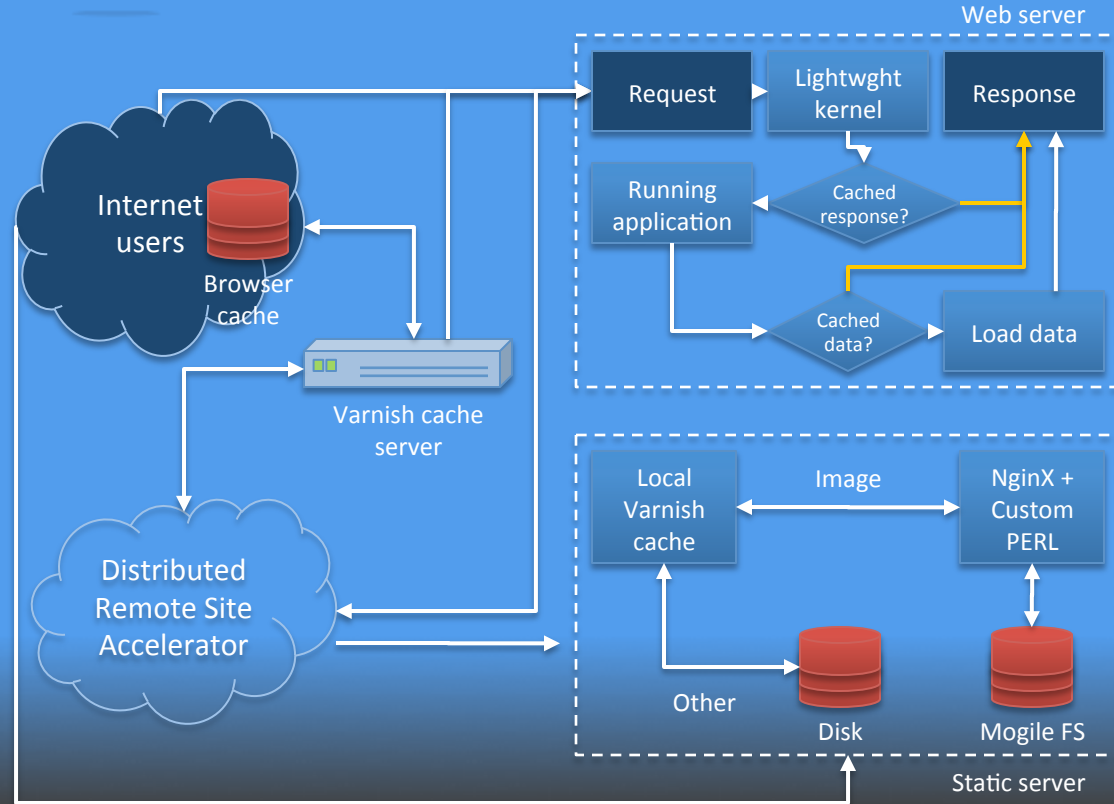 Web server
Request
Lightwght
kernel
Response
Internet
users
Browser
cache
Running
application
Cached
response?
Cached
data?
Load data
Varnish cache
server
Distributed
Remote Site
Accelerator
Local
Varnish
cache
Image
NginX +
Custom
PERL
Other
Disk
Mogile FS
Static server